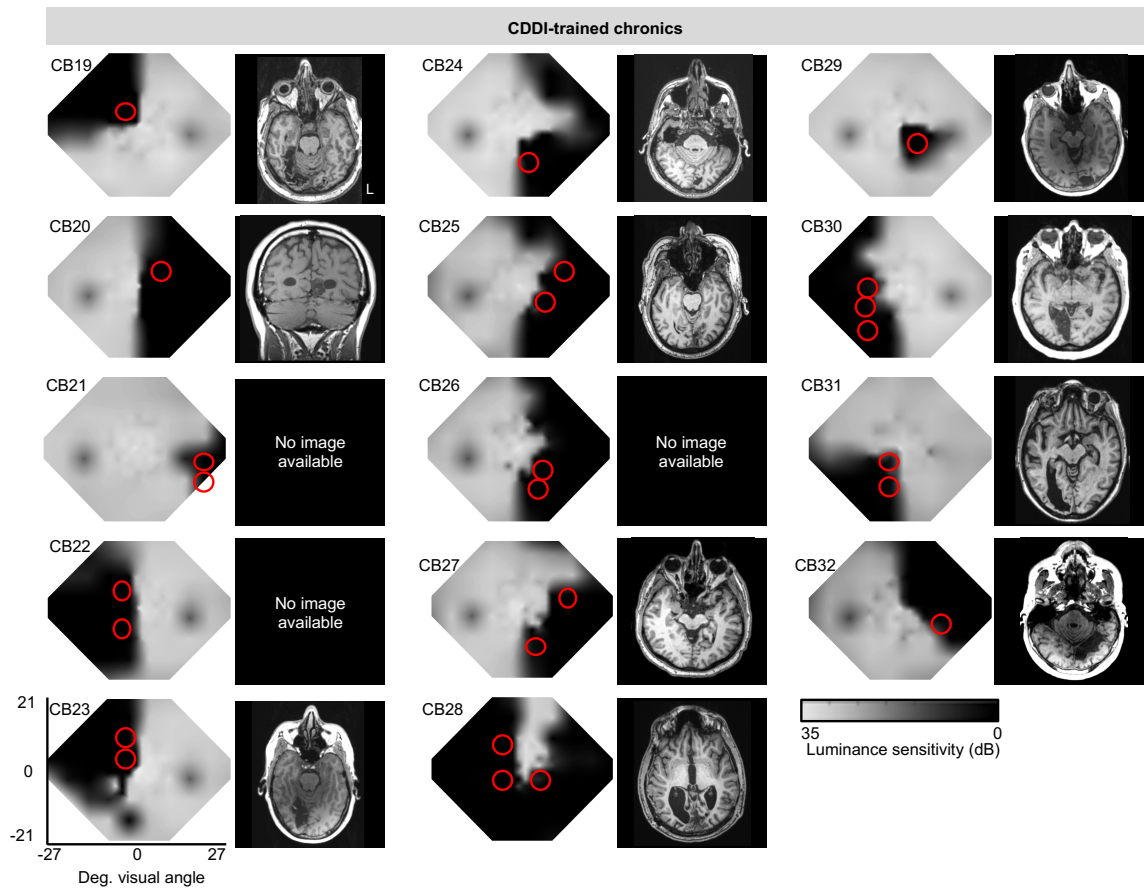 CDDI-trained chronics
CB19
L
CB24
CB29
CB20
CB25
CB30
CB21
No image
available
CB26
No image
available
CB31
CB22
No image
available
CB27
CB32
CB23
21
0
-21
-27 0 27
Deg. visual angle
CB28
35 0
Luminance sensitivity (dB)